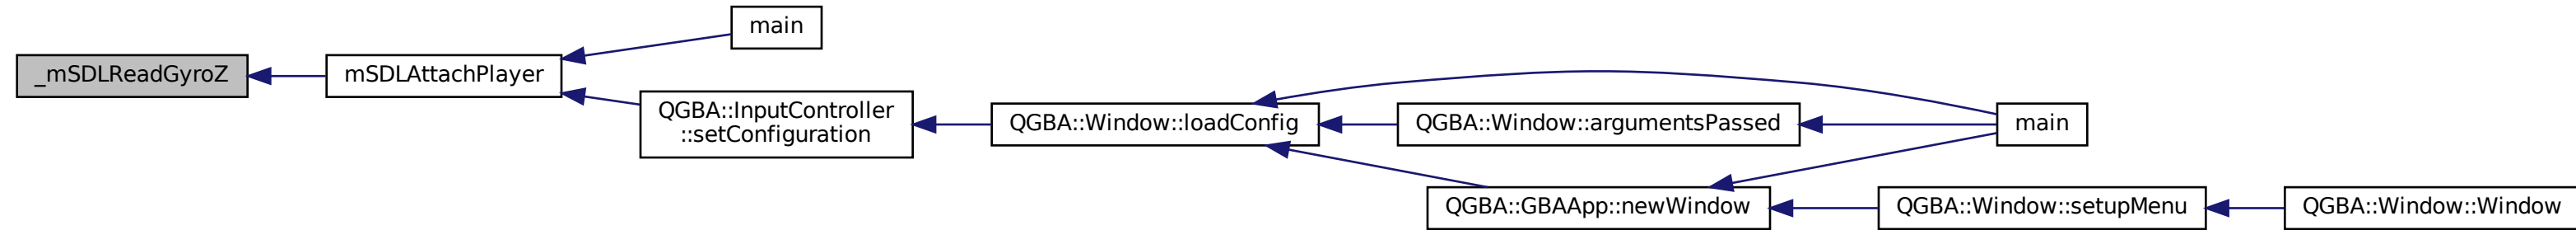 main
_mSDLReadGyroZ
mSDLAttachPlayer
QGBA::InputController
::setConfiguration
QGBA::Window::loadConfig
QGBA::Window::argumentsPassed
main
QGBA::GBAApp::newWindow
QGBA::Window::setupMenu
QGBA::Window::Window